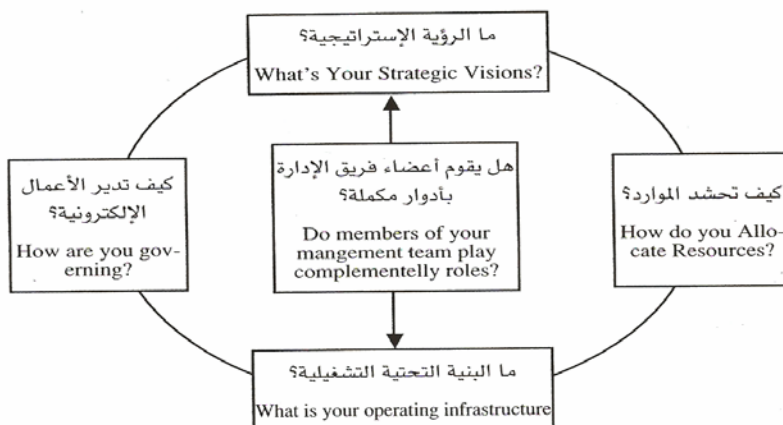 ما الرؤية الإستراتيجية؟
What's Your Strategic Visions?
كيف تدير الأعمال
الإلكترونية؟
How are you gov-
erning?
هل يقوم أعضاء فريق الإدارة
بأدوار مكملة؟
Do members of your
mangement team play
complementelly roles?
كيف تحشد الموارد؟
How do you Allo-
cate Resources?
ما البنية التحتية التشغيلية؟
What is your operating infrastructure